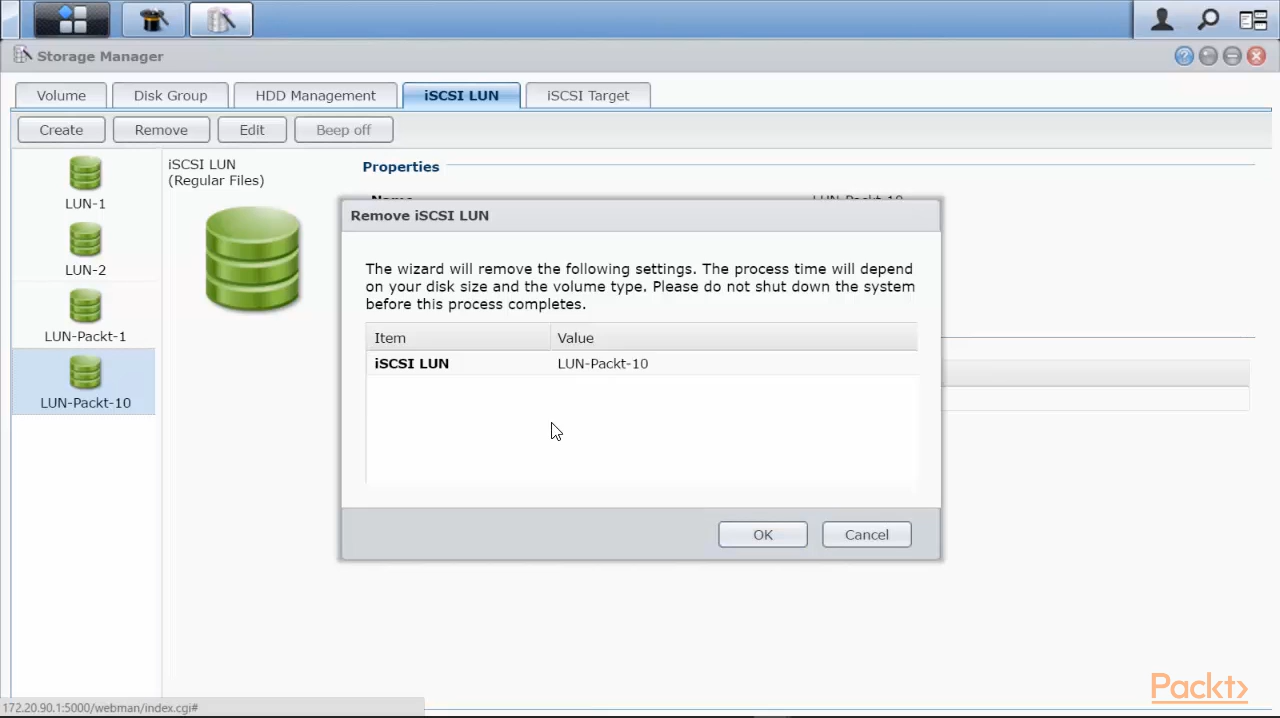 Storage Manager
Volume
Disk Group
HDD Management
iSCSI LUN
iSCSI Target
Create
Remove
Edit
Beep off
LUN-1
LUN-2
LUN-Packt-1
LUN-Packt-10
iSCSI LUN
(Regular Files)
Properties
Name LUN-Packt-10
Remove iSCSI LUN
The wizard will remove the following settings. The process time will depend
on your disk size and the volume type. Please do not shut down the system
before this process completes.
Item Value
iSCSI LUN LUN-Packt-10
OK
Cancel
172.20.90.1:5000/webman/index.cgi#
Packt>